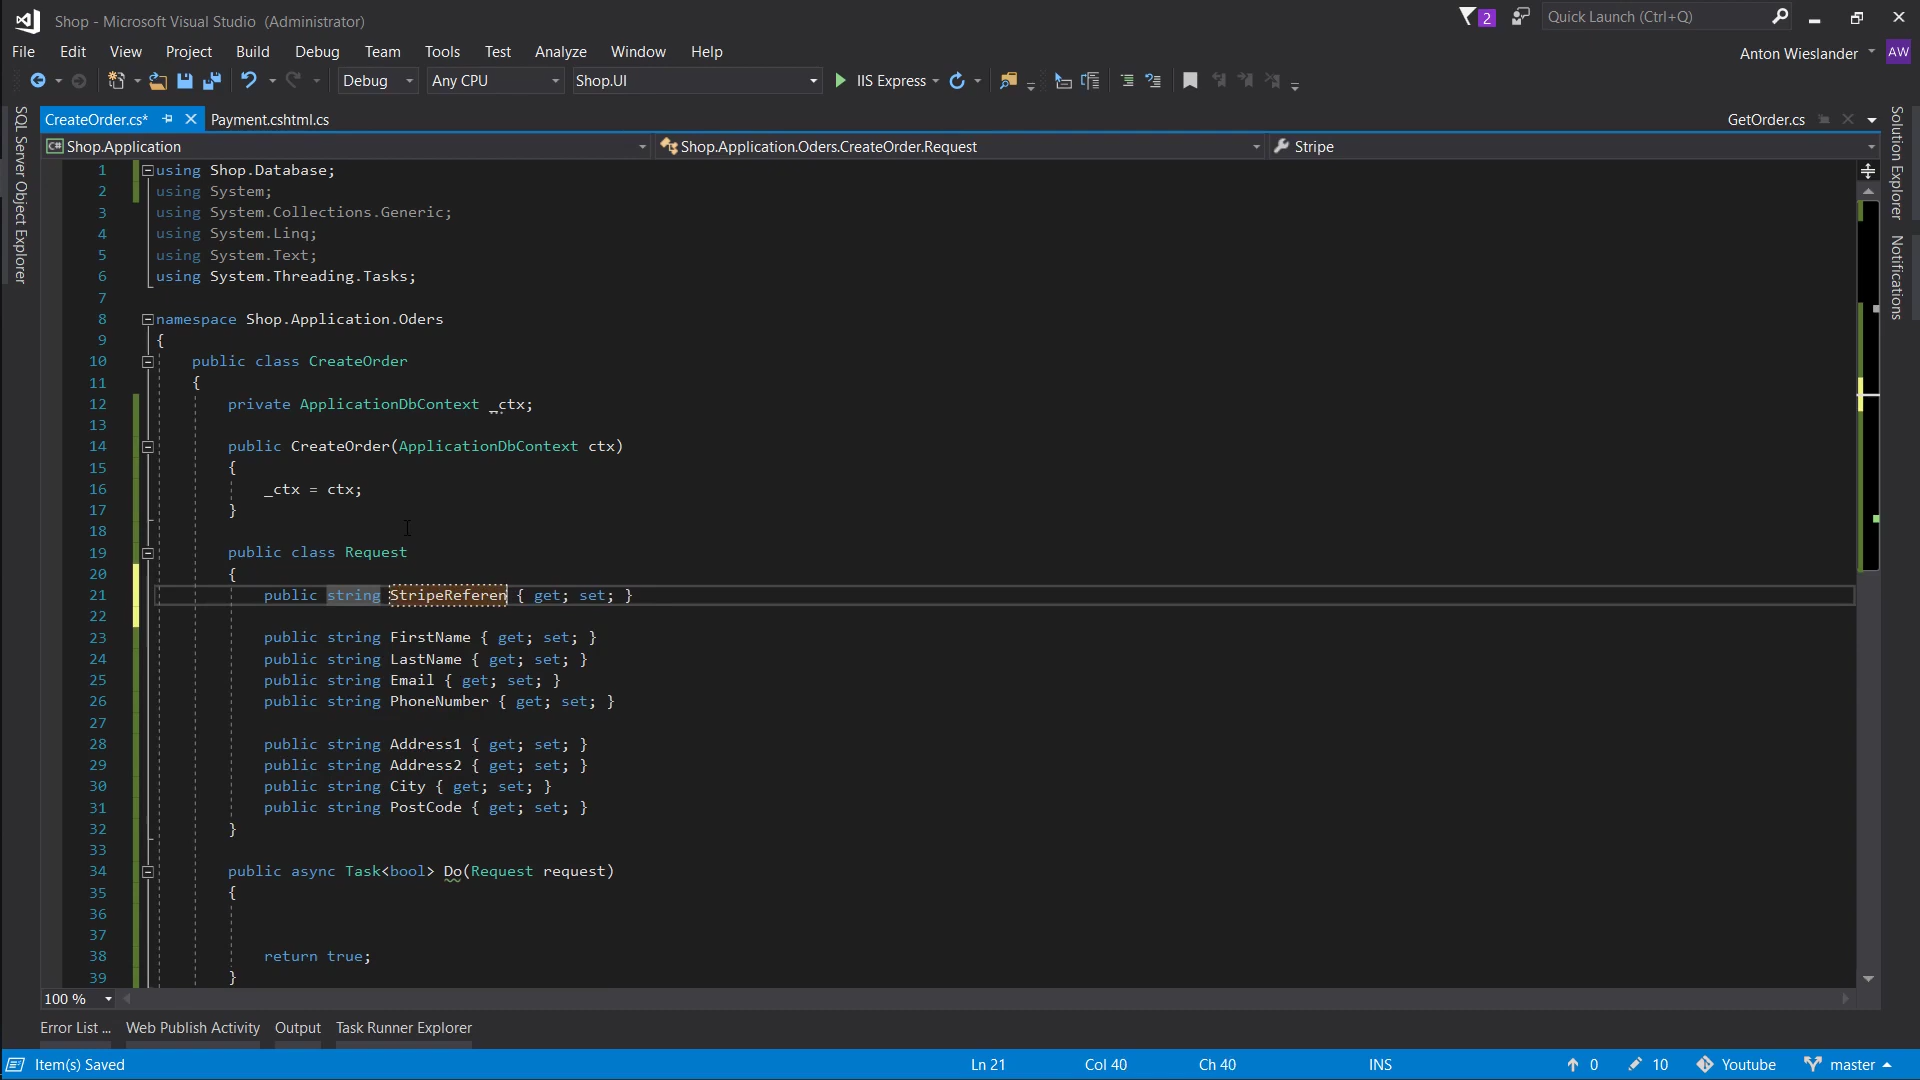 Shop - Microsoft Visual Studio (Administrator)
2
Quick Launch (Ctrl+Q)
File Edit View Project Build Debug Team Tools Test Analyze Window Help
Anton Wieslander AW
Debug Any CPU Shop.UI IIS Express
CreateOrder.cs* Payment.cshtml.cs GetOrder.cs
Shop.Application Shop.Application.Oders.CreateOrder.Request Stripe
SQL Server Object Explorer
Solution Explorer
Notifications
1 using Shop.Database;
2 using System;
3 using System.Collections.Generic;
4 using System.Linq;
5 using System.Text;
6 using System.Threading.Tasks;
7
8 namespace Shop.Application.Oders
9 {
10 public class CreateOrder
11 {
12 private ApplicationDbContext _ctx;
13
14 public CreateOrder(ApplicationDbContext ctx)
15 {
16 _ctx = ctx;
17 }
18
19 public class Request
20 {
21 public string StripeReferen { get; set; }
22
23 public string FirstName { get; set; }
24 public string LastName { get; set; }
25 public string Email { get; set; }
26 public string PhoneNumber { get; set; }
27
28 public string Address1 { get; set; }
29 public string Address2 { get; set; }
30 public string City { get; set; }
31 public string PostCode { get; set; }
32 }
33
34 public async Task<bool> Do(Request request)
35 {
36
37
38 return true;
39 }
100 %
Error List ... Web Publish Activity Output Task Runner Explorer
Item(s) Saved Ln 21 Col 40 Ch 40 INS 0 10 Youtube master